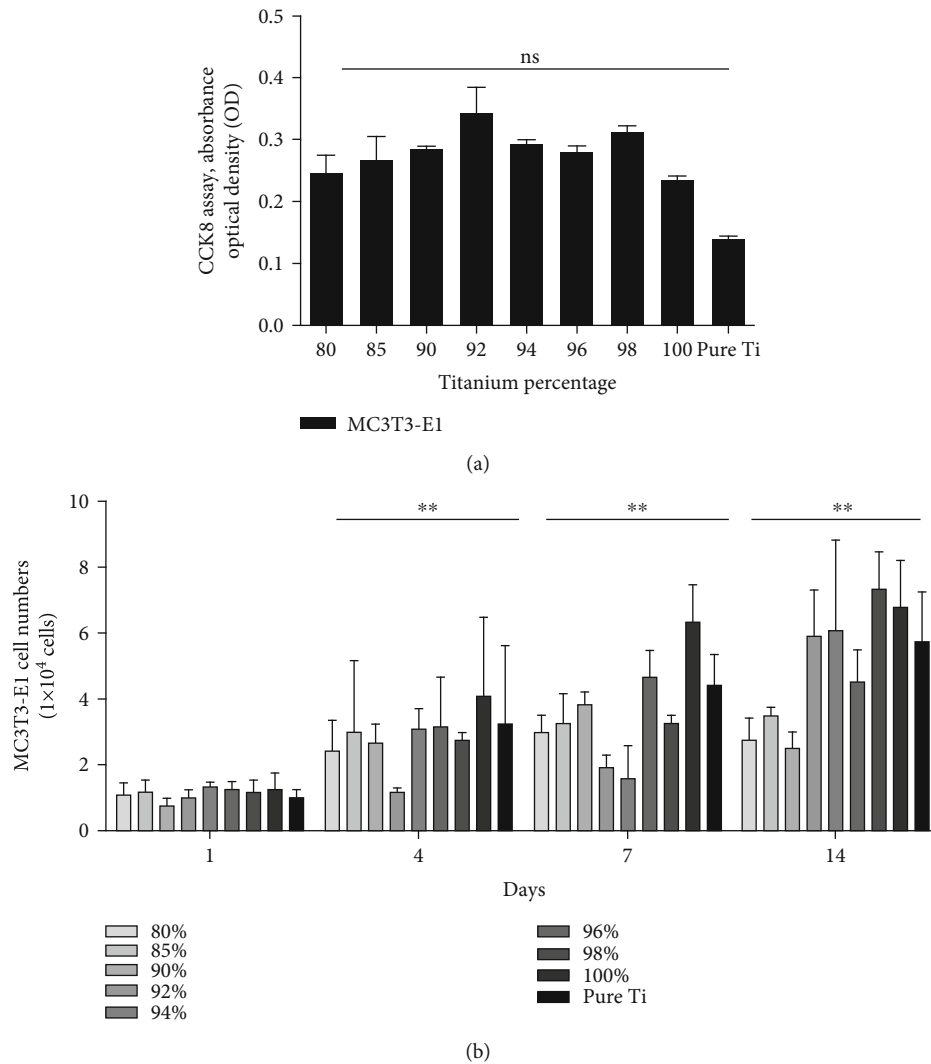 0.5
0.4
0.3
0.2
0.1
0.0
CCK8 assay, absorbance
optical density (OD)
ns
80 85 90 92 94 96 98 100 Pure Ti
Titanium percentage
MC3T3-E1
(a)
10
8
6
4
2
0
MC3T3-E1 cell numbers
(1×10⁴ cells)
** ** **
1 4 7 14
Days
80%
85%
90%
92%
94%
96%
98%
100%
Pure Ti
(b)